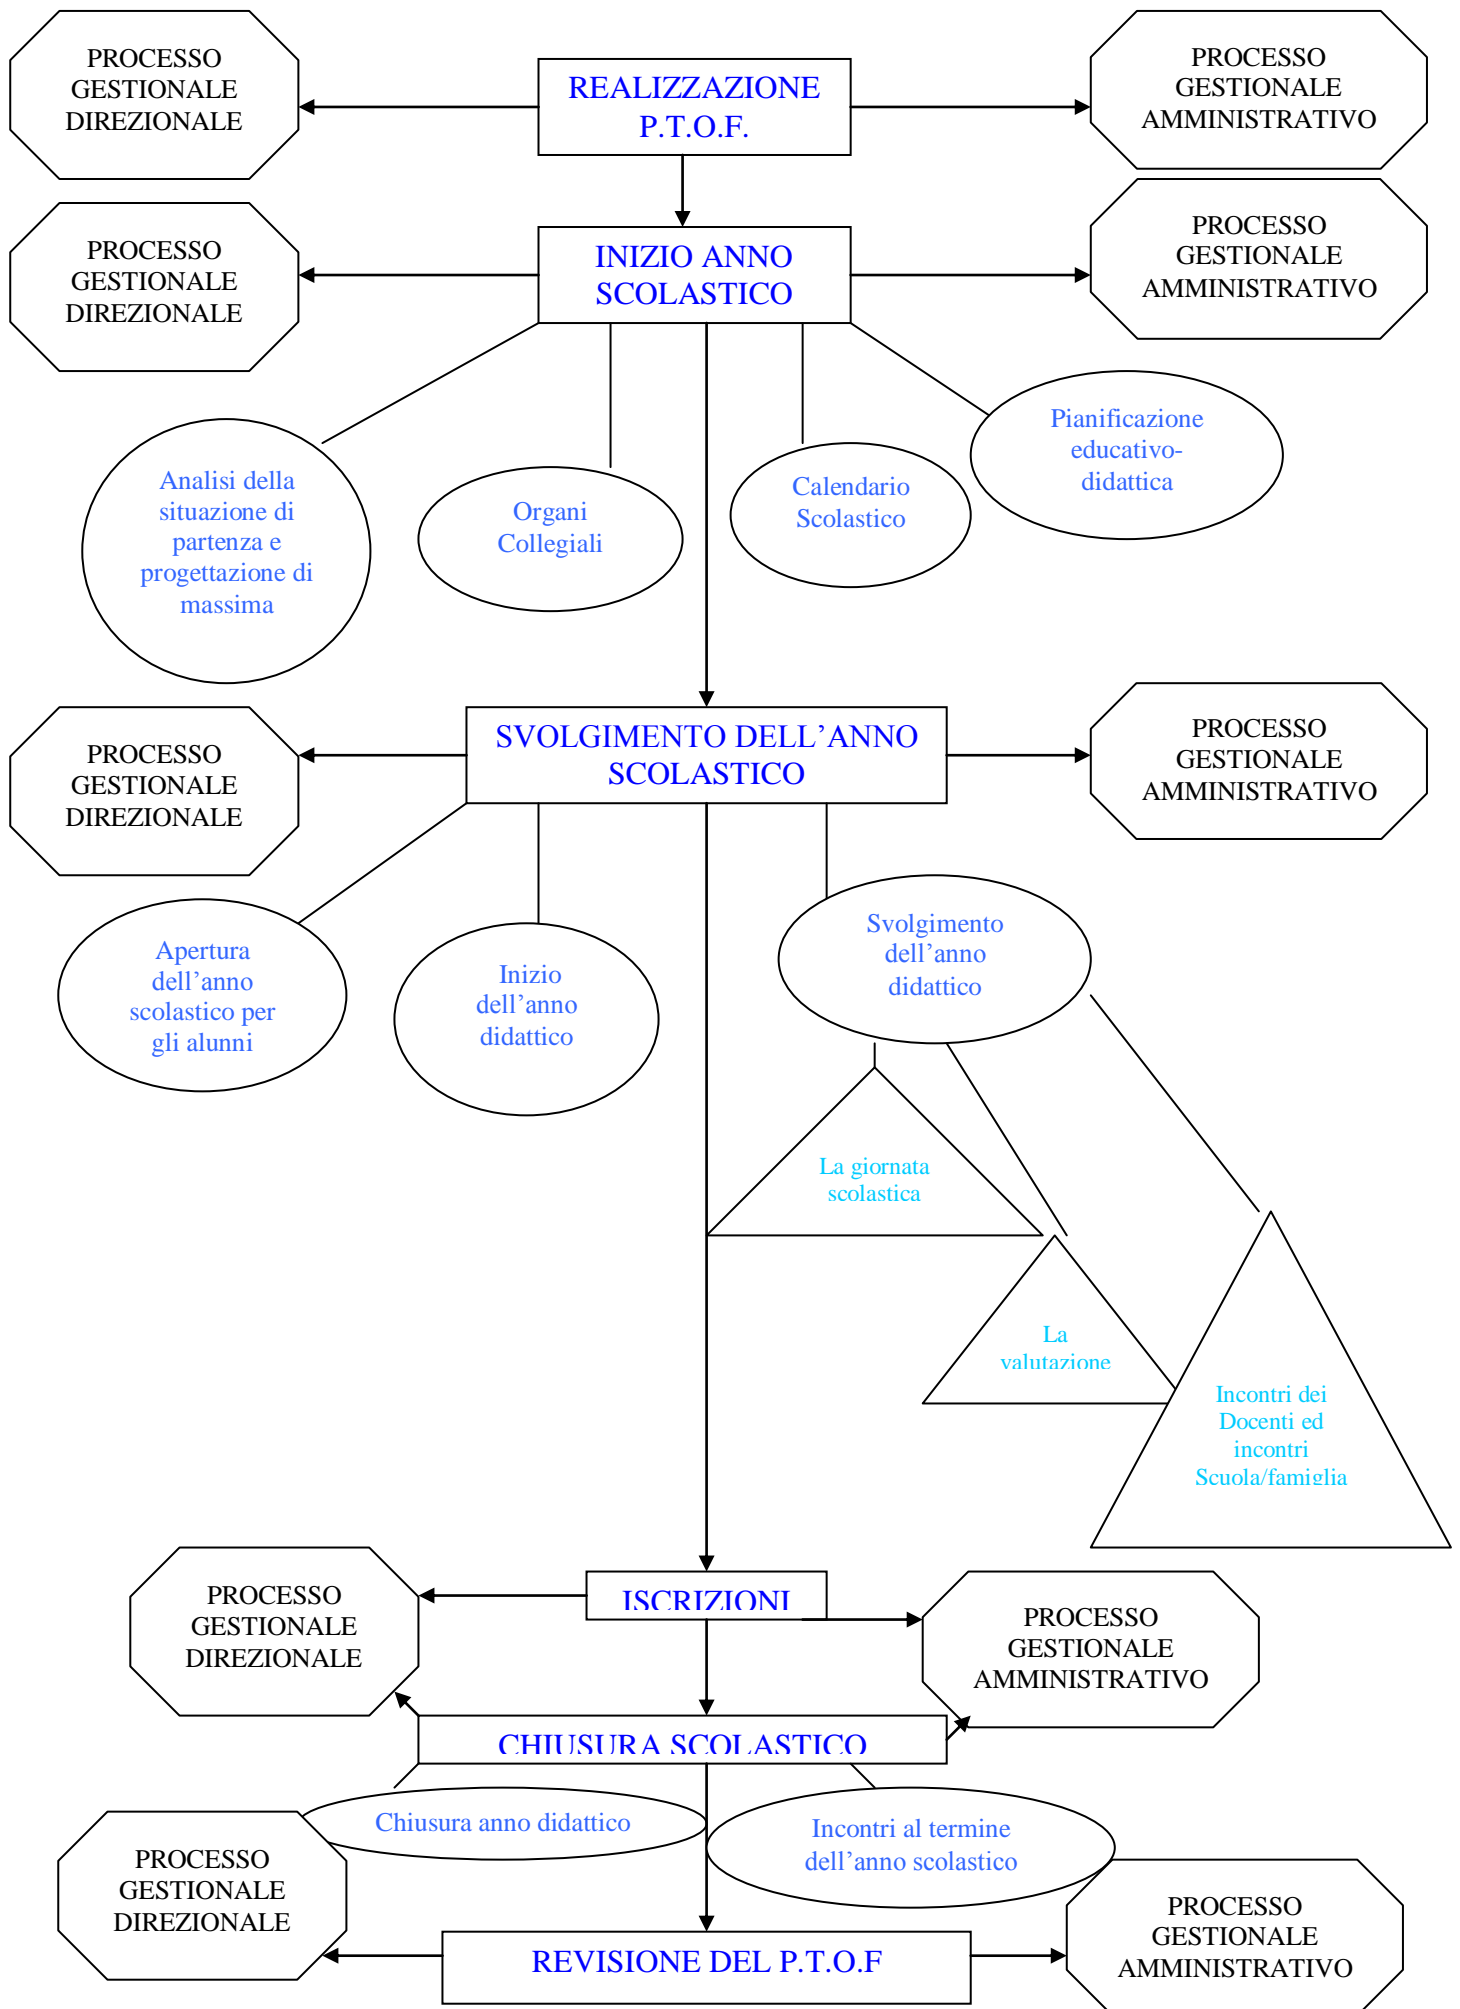 PROCESSO
GESTIONALE
DIREZIONALE
REALIZZAZIONE
P.T.O.F.
PROCESSO
GESTIONALE
AMMINISTRATIVO
PROCESSO
GESTIONALE
DIREZIONALE
INIZIO ANNO
SCOLASTICO
PROCESSO
GESTIONALE
AMMINISTRATIVO
Analisi della
situazione di
partenza e
progettazione di
massima
Organi
Collegiali
Calendario
Scolastico
Pianificazione
educativo-
didattica
PROCESSO
GESTIONALE
DIREZIONALE
SVOLGIMENTO DELL’ANNO
SCOLASTICO
PROCESSO
GESTIONALE
AMMINISTRATIVO
Apertura
dell’anno
scolastico per
gli alunni
Inizio
dell’anno
didattico
Svolgimento
dell’anno
didattico
La giornata
scolastica
La
valutazione
Incontri dei
Docenti ed
incontri
Scuola/famiglia
PROCESSO
GESTIONALE
DIREZIONALE
ISCRIZIONI
PROCESSO
GESTIONALE
AMMINISTRATIVO
CHIUSURA SCOLASTICO
Chiusura anno didattico
Incontri al termine
dell’anno scolastico
PROCESSO
GESTIONALE
DIREZIONALE
REVISIONE DEL P.T.O.F
PROCESSO
GESTIONALE
AMMINISTRATIVO